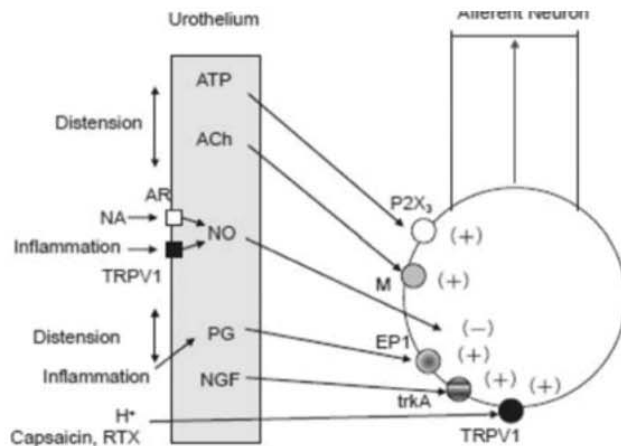 Afferent Neuron
Urothelium
ATP
Distension
ACh
AR
P2X₃
NA
NO
(+)
Inflammation
TRPV1
M
(+)
(−)
Distension
PG
EP1
(+)
Inflammation
NGF
(+)
(+)
trkA
H⁺
Capsaicin, RTX
TRPV1